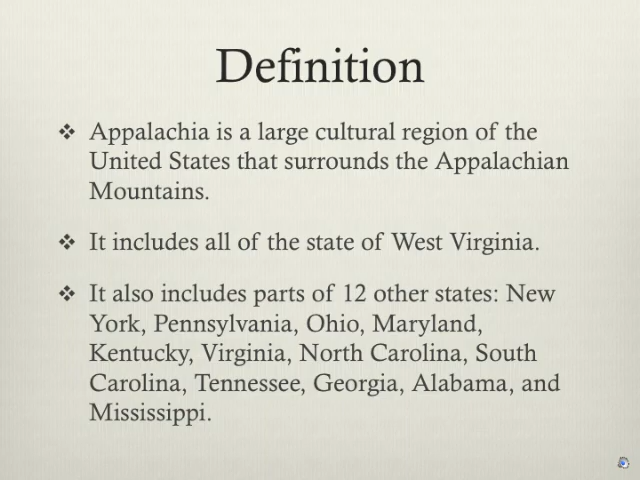 Definition
❖ Appalachia is a large cultural region of the
United States that surrounds the Appalachian
Mountains.
❖ It includes all of the state of West Virginia.
❖ It also includes parts of 12 other states: New
York, Pennsylvania, Ohio, Maryland,
Kentucky, Virginia, North Carolina, South
Carolina, Tennessee, Georgia, Alabama, and
Mississippi.